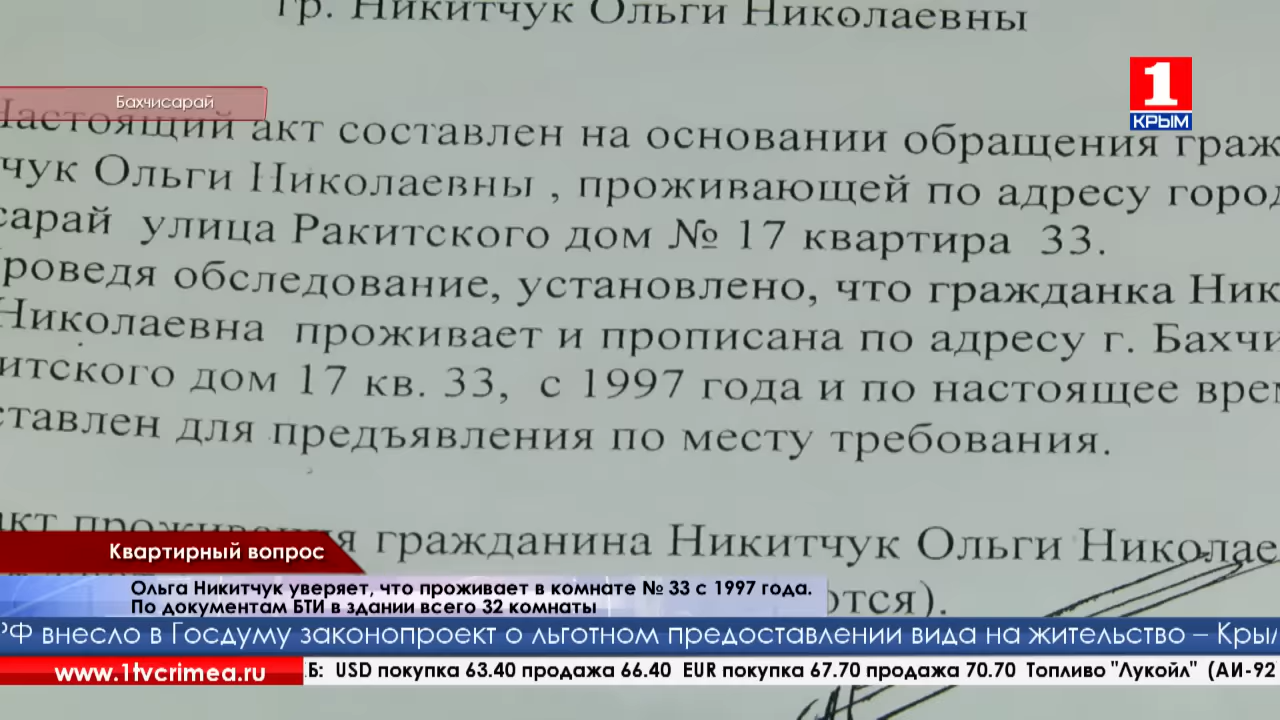 гр. Никитчук Ольги Николаевны
1
КРЫМ
Бахчисарай
Настоящий акт составлен на основании обращения граж
чук Ольги Николаевны , проживающей по адресу город
сарай улица Ракитского дом № 17 квартира 33.
роведя обследование, установлено, что гражданка Ник
Николаевна проживает и прописана по адресу г. Бахчи
итского дом 17 кв. 33, с 1997 года и по настоящее врем
ставлен для предъявления по месту требования.
акт проживания гражданина Никитчук Ольги Николае
Квартирный вопрос
Ольга Никитчук уверяет, что проживает в комнате № 33 с 1997 года.
По документам БТИ в здании всего 32 комнаты
ются).
РФ внесло в Госдуму законопроект о льготном предоставлении вида на жительство – Крым
www.1tvcrimea.ru
Б: USD покупка 63.40 продажа 66.40 EUR покупка 67.70 продажа 70.70 Топливо "Лукойл" (АИ-92